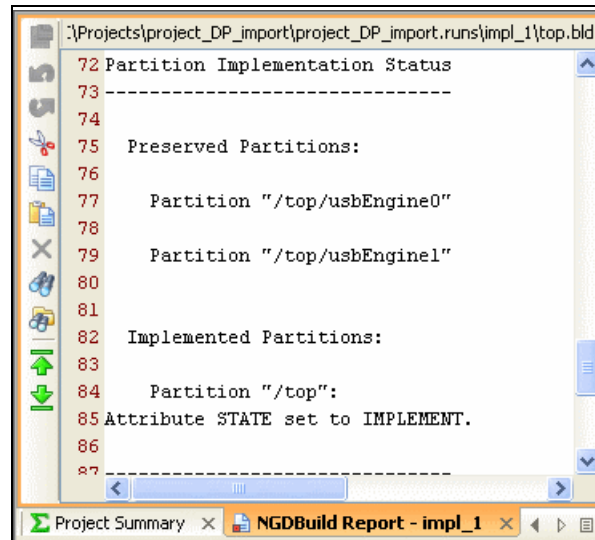 :\Projects\project_DP_import\project_DP_import.runs\impl_1\top.bld
72 Partition Implementation Status
73 -------------------------------
74
75   Preserved Partitions:
76
77     Partition "/top/usbEngine0"
78
79     Partition "/top/usbEngine1"
80
81
82   Implemented Partitions:
83
84     Partition "/top":
85 Attribute STATE set to IMPLEMENT.
86
87 -------------------------------
Project Summary
NGDBuild Report - impl_1